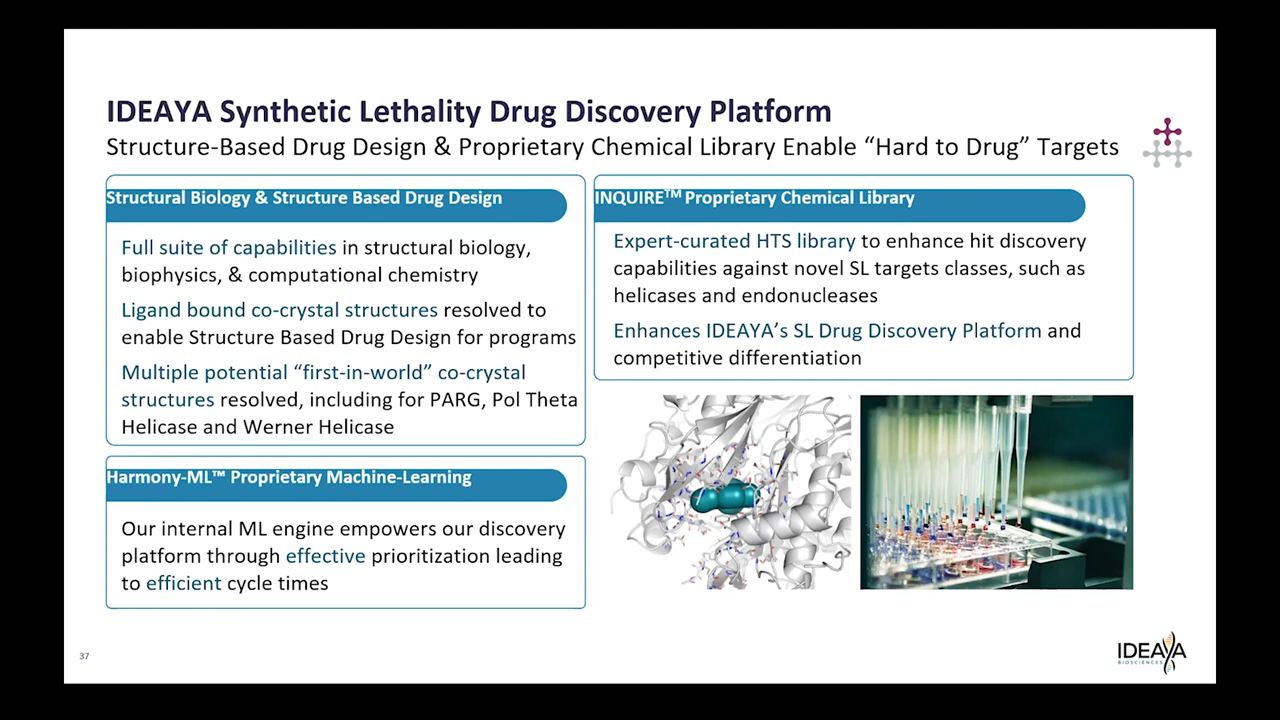 IDEAYA Synthetic Lethality Drug Discovery Platform
Structure-Based Drug Design & Proprietary Chemical Library Enable “Hard to Drug” Targets
Structural Biology & Structure Based Drug Design
Full suite of capabilities in structural biology,
biophysics, & computational chemistry
Ligand bound co-crystal structures resolved to
enable Structure Based Drug Design for programs
Multiple potential “first-in-world” co-crystal
structures resolved, including for PARG, Pol Theta
Helicase and Werner Helicase
Harmony-ML™ Proprietary Machine-Learning
Our internal ML engine empowers our discovery
platform through effective prioritization leading
to efficient cycle times
INQUIRE™ Proprietary Chemical Library
Expert-curated HTS library to enhance hit discovery
capabilities against novel SL targets classes, such as
helicases and endonucleases
Enhances IDEAYA’s SL Drug Discovery Platform and
competitive differentiation
37
IDEAYA
BIOSCIENCES